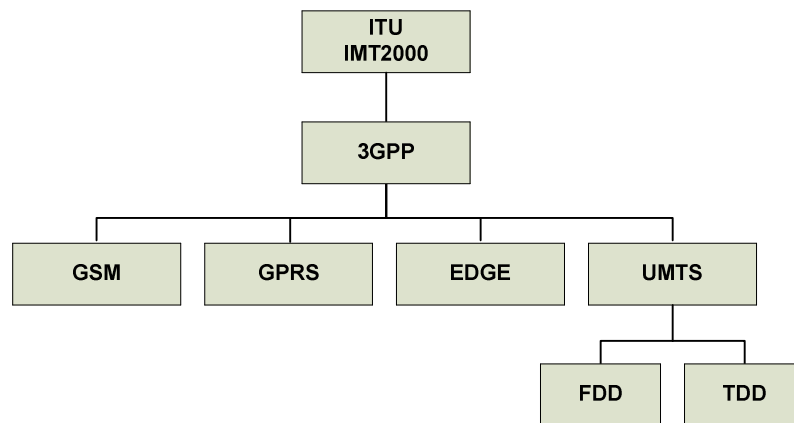 ITU
IMT2000
3GPP
GSM
GPRS
EDGE
UMTS
FDD
TDD